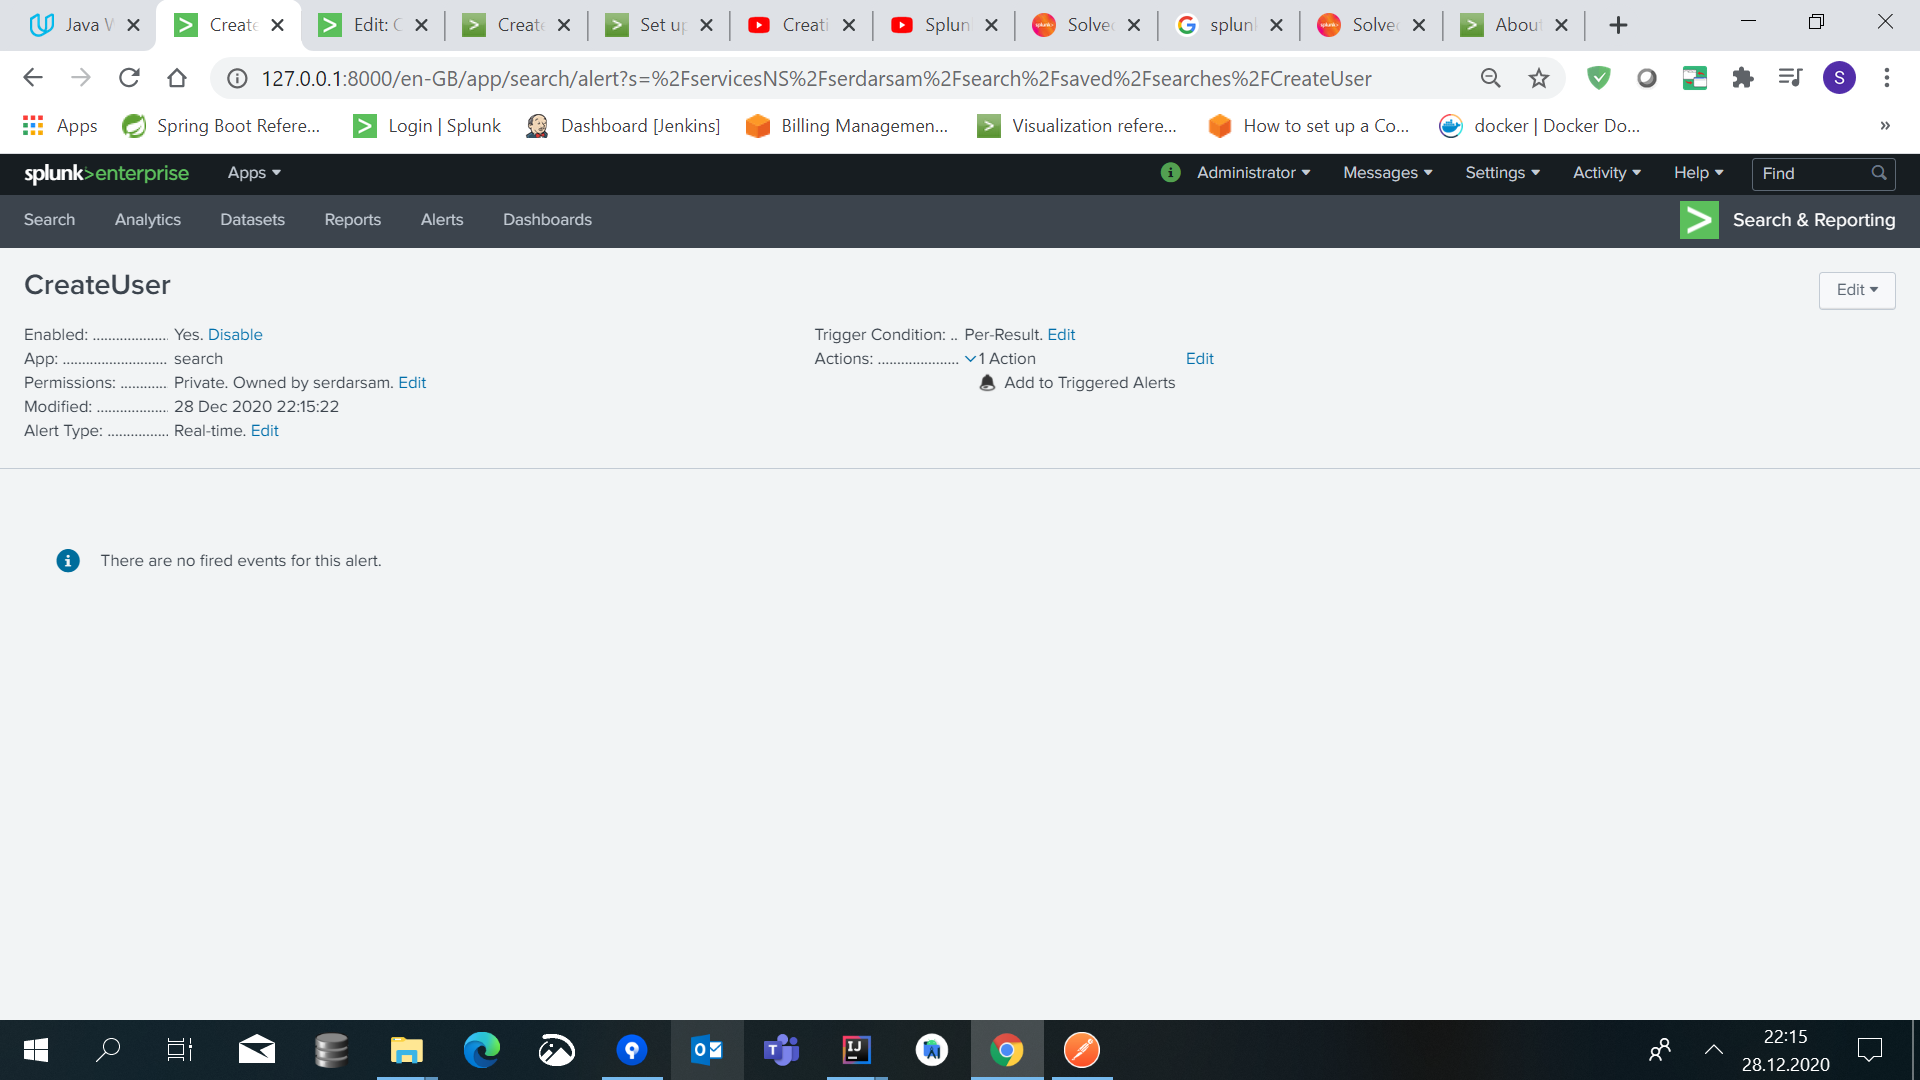 Java W
Create
Edit: C
Create
Set up
Creati
Splun
Solved
splunk
Solved
About
127.0.0.1:8000/en-GB/app/search/alert?s=%2FservicesNS%2Fserdarsam%2Fsearch%2Fsaved%2Fsearches%2FCreateUser
S
Apps
Spring Boot Refere...
Login | Splunk
Dashboard [Jenkins]
Billing Managemen...
Visualization refere...
How to set up a Co...
docker | Docker Do...
»
splunk>enterprise
Apps
Administrator
Messages
Settings
Activity
Help
Find
Search
Analytics
Datasets
Reports
Alerts
Dashboards
Search & Reporting
CreateUser
Edit
Enabled: ................... Yes. Disable
App: .......................... search
Permissions: ............ Private. Owned by serdarsam. Edit
Modified: .................. 28 Dec 2020 22:15:22
Alert Type: ................ Real-time. Edit
Trigger Condition: .. Per-Result. Edit
Actions: ..................... 1 Action Edit
Add to Triggered Alerts
There are no fired events for this alert.
22:15
28.12.2020